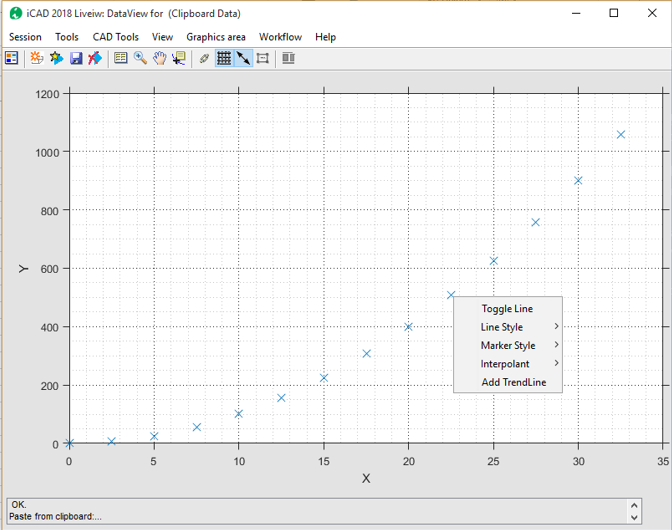 iCAD 2018 Liveiw: DataView for (Clipboard Data)
Session Tools CAD Tools View Graphics area Workflow Help
1200
1000
800
600
400
200
0
Y
0 5 10 15 20 25 30 35
X
Toggle Line
Line Style
Marker Style
Interpolant
Add TrendLine
OK.
Paste from clipboard:...